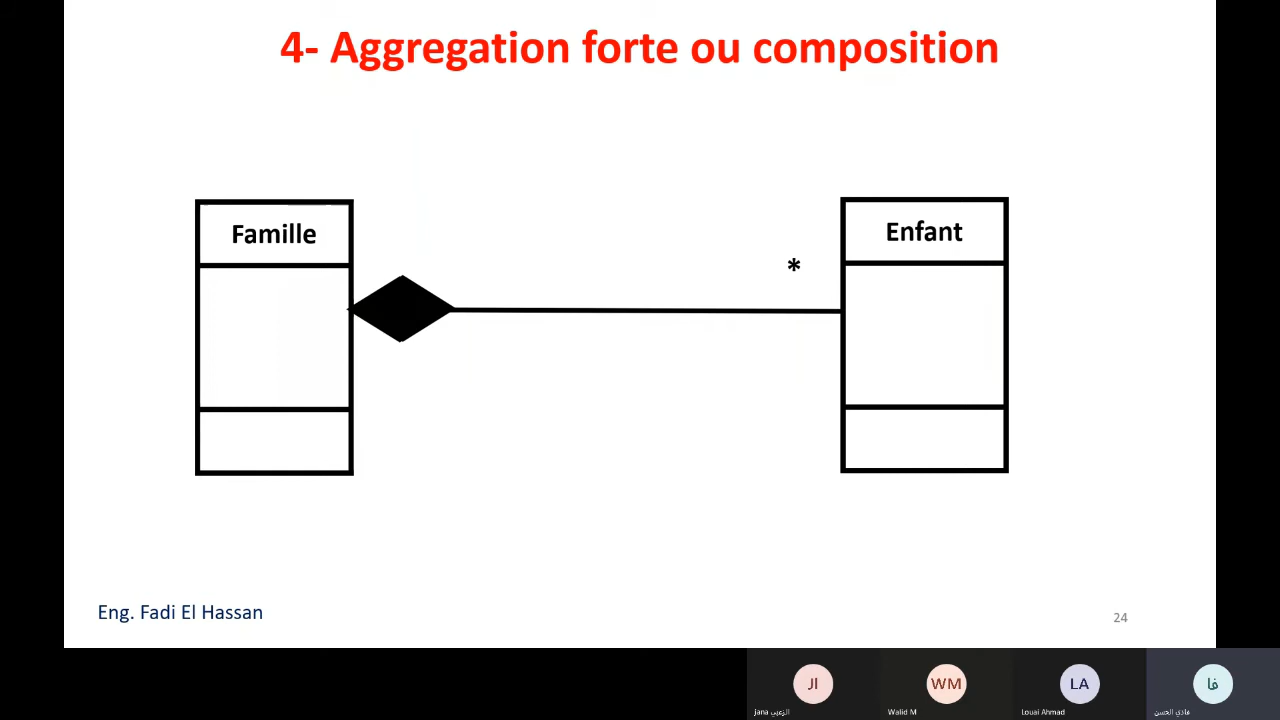 4- Aggregation forte ou composition
Famille
Enfant
*
Eng. Fadi El Hassan
24
JI
WM
LA
فا
jana الزعبي
Walid M
Louai Ahmad
فادي الحسن